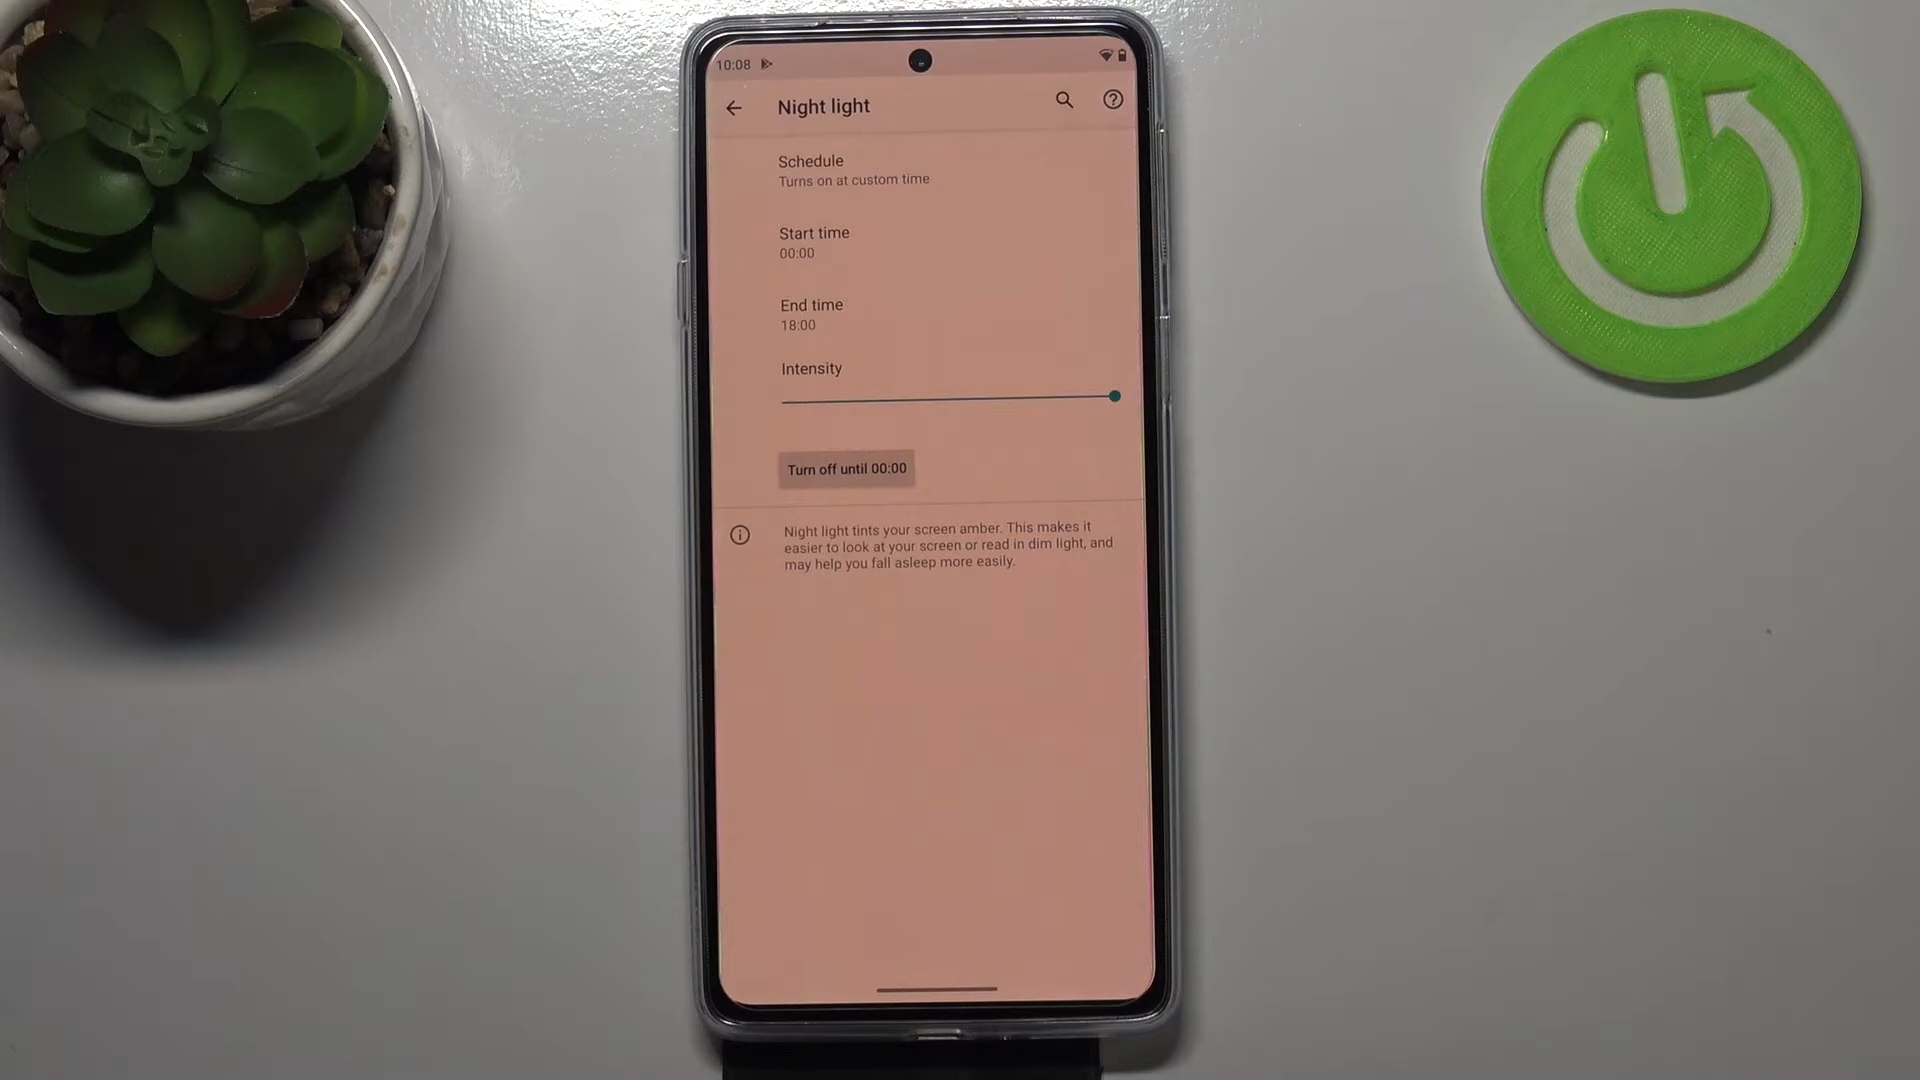 10:08
Night light
Schedule
Turns on at custom time
Start time
00:00
End time
18:00
Intensity
Turn off until 00:00
Night light tints your screen amber. This makes it
easier to look at your screen or read in dim light, and
may help you fall asleep more easily.